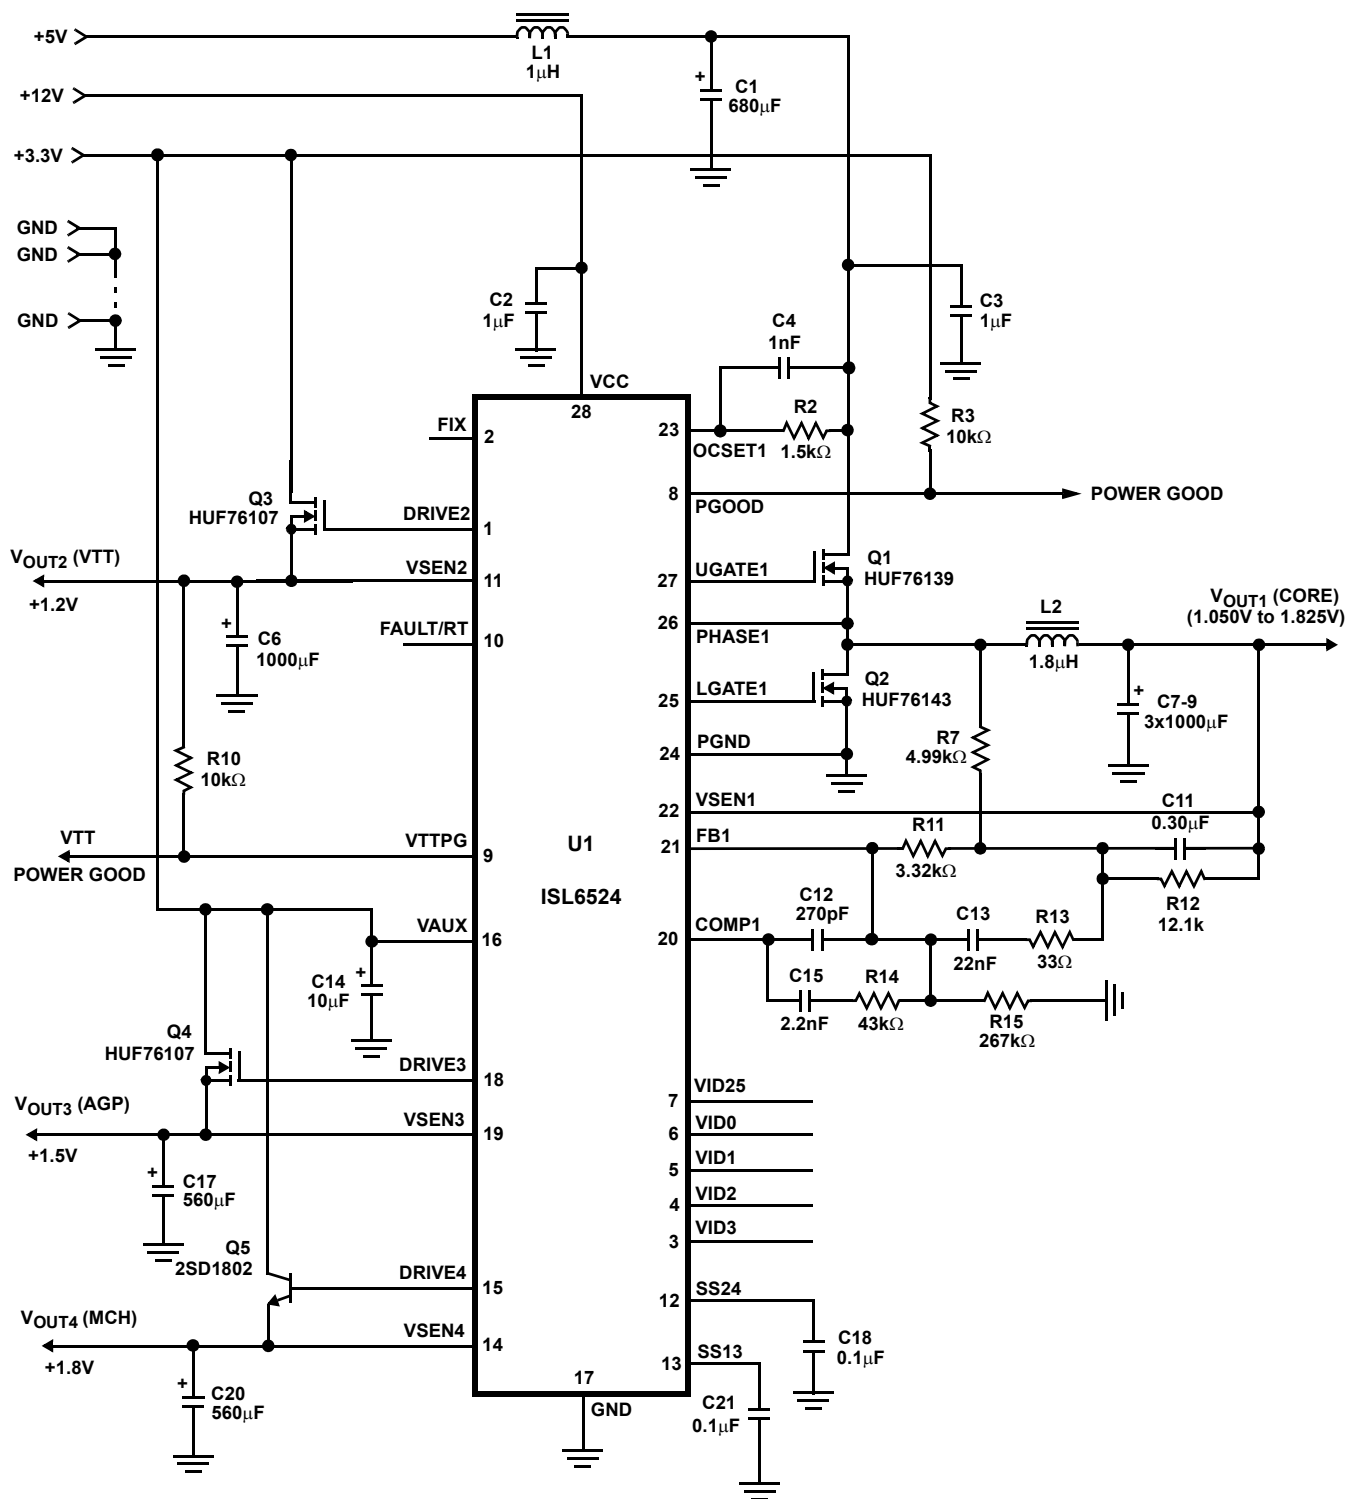 +5V
L1
1μH
+
C1
680μF
+12V
+3.3V
GND
GND
GND
C2
1μF
C3
1μF
C4
1nF
VCC
28
FIX
2
23
OCSET1
R2
1.5kΩ
R3
10kΩ
8
PGOOD
POWER GOOD
Q3
HUF76107
DRIVE2
1
VOUT2 (VTT)
+1.2V
VSEN2
11
+
C6
1000μF
FAULT/RT
10
27
UGATE1
Q1
HUF76139
26
PHASE1
L2
1.8μH
VOUT1 (CORE)
(1.050V to 1.825V)
25
LGATE1
Q2
HUF76143
+
C7-9
3x1000μF
24
PGND
R7
4.99kΩ
R10
10kΩ
22
VSEN1
C11
0.30μF
VTT
POWER GOOD
VTTPG
9
U1
ISL6524
21
FB1
R11
3.32kΩ
R12
12.1k
VAUX
16
20
COMP1
C12
270pF
C13
22nF
R13
33Ω
+
C14
10μF
C15
2.2nF
R14
43kΩ
R15
267kΩ
Q4
HUF76107
DRIVE3
18
VOUT3 (AGP)
+1.5V
VSEN3
19
+
C17
560μF
7
VID25
6
VID0
5
VID1
4
VID2
3
VID3
Q5
2SD1802
DRIVE4
15
VOUT4 (MCH)
+1.8V
VSEN4
14
+
C20
560μF
12
SS24
C18
0.1μF
13
SS13
C21
0.1μF
17
GND